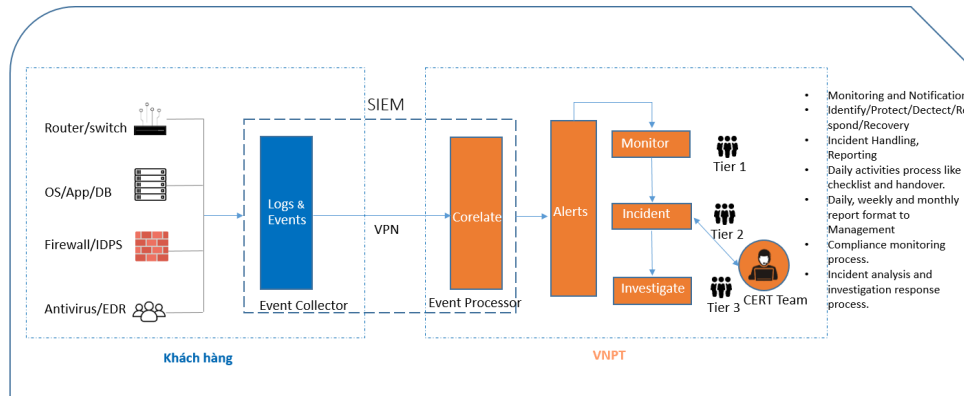 SIEM
Router/switch
OS/App/DB
Firewall/IDPS
Antivirus/EDR
Logs &
Events
Event Collector
VPN
Corelate
Event Processor
Alerts
Monitor
Tier 1
Incident
Tier 2
Investigate
Tier 3
CERT Team
Khách hàng
VNPT
• Monitoring and Notification
• Identify/Protect/Dectect/Re
spond/Recovery
• Incident Handling,
Reporting
• Daily activities process like
checklist and handover.
• Daily, weekly and monthly
report format to
Management
• Compliance monitoring
process.
• Incident analysis and
investigation response
process.